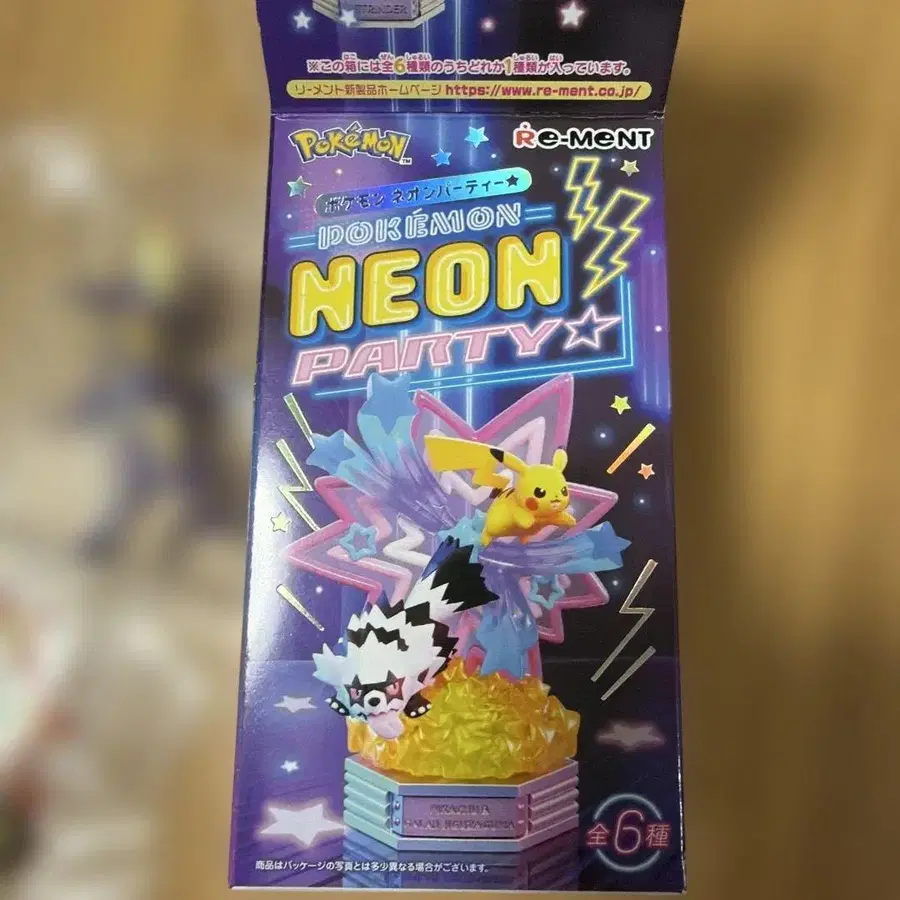 STRINDER
※この箱には全6種類のうちどれか1種類が入っています。
リーメント新製品ホームページ https://www.re-ment.co.jp/
POKéMON™
Re-MeNT
ポケモン ネオンパーティー★
POKÉMON
NEON
PARTY☆
PIKACHU &
GALAR ZIGZAGUMA
全6種
商品はパッケージの写真とは多少異なる場合がございます。